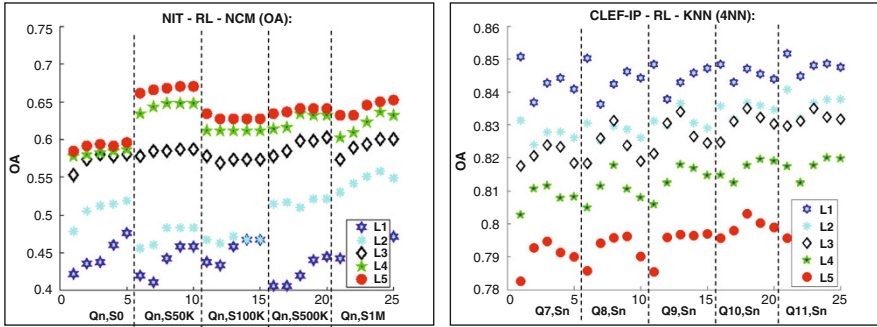 NIT - RL - NCM (OA):
OA
0.75
0.7
0.65
0.6
0.55
0.5
0.45
0.4
0
5
10
15
20
25
Qn,S0
Qn,S50K
Qn,S100K
Qn,S500K
Qn,S1M
L1
L2
L3
L4
L5
CLEF-IP - RL - KNN (4NN):
OA
0.86
0.85
0.84
0.83
0.82
0.81
0.8
0.79
0.78
0
5
10
15
20
25
Q7,Sn
Q8,Sn
Q9,Sn
Q10,Sn
Q11,Sn
L1
L2
L3
L4
L5